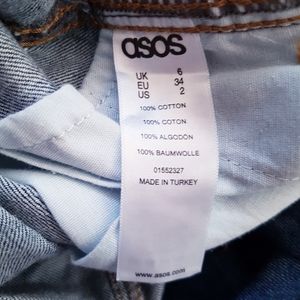 asos
UK 6
EU 34
US 2
100% COTTON
100% COTON
100% ALGODÓN
100% BAUMWOLLE
01552327
MADE IN TURKEY
www.asos.com